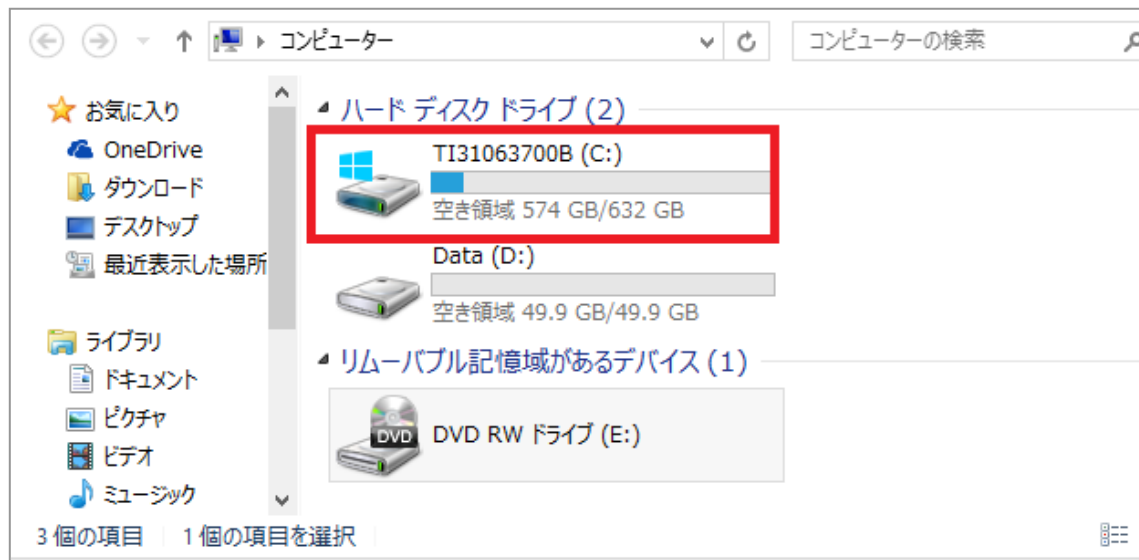 コンピューター
コンピューターの検索
お気に入り
OneDrive
ダウンロード
デスクトップ
最近表示した場所
ライブラリ
ドキュメント
ピクチャ
ビデオ
ミュージック
ハード ディスク ドライブ (2)
TI31063700B (C:)
空き領域 574 GB/632 GB
Data (D:)
空き領域 49.9 GB/49.9 GB
リムーバブル記憶域があるデバイス (1)
DVD
DVD RW ドライブ (E:)
3 個の項目 1 個の項目を選択